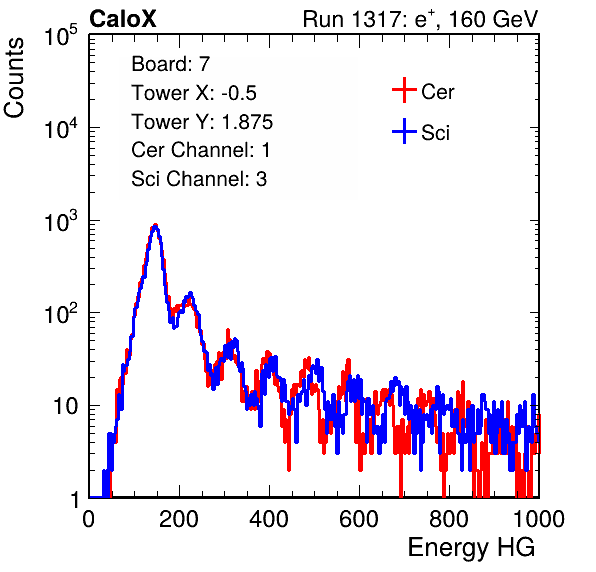 CaloX Run 1317: e⁺, 160 GeV
Counts
Board: 7
Tower X: -0.5
Tower Y: 1.875
Cer Channel: 1
Sci Channel: 3
Cer
Sci
10⁵
10⁴
10³
10²
10
1
0 200 400 600 800 1000
Energy HG